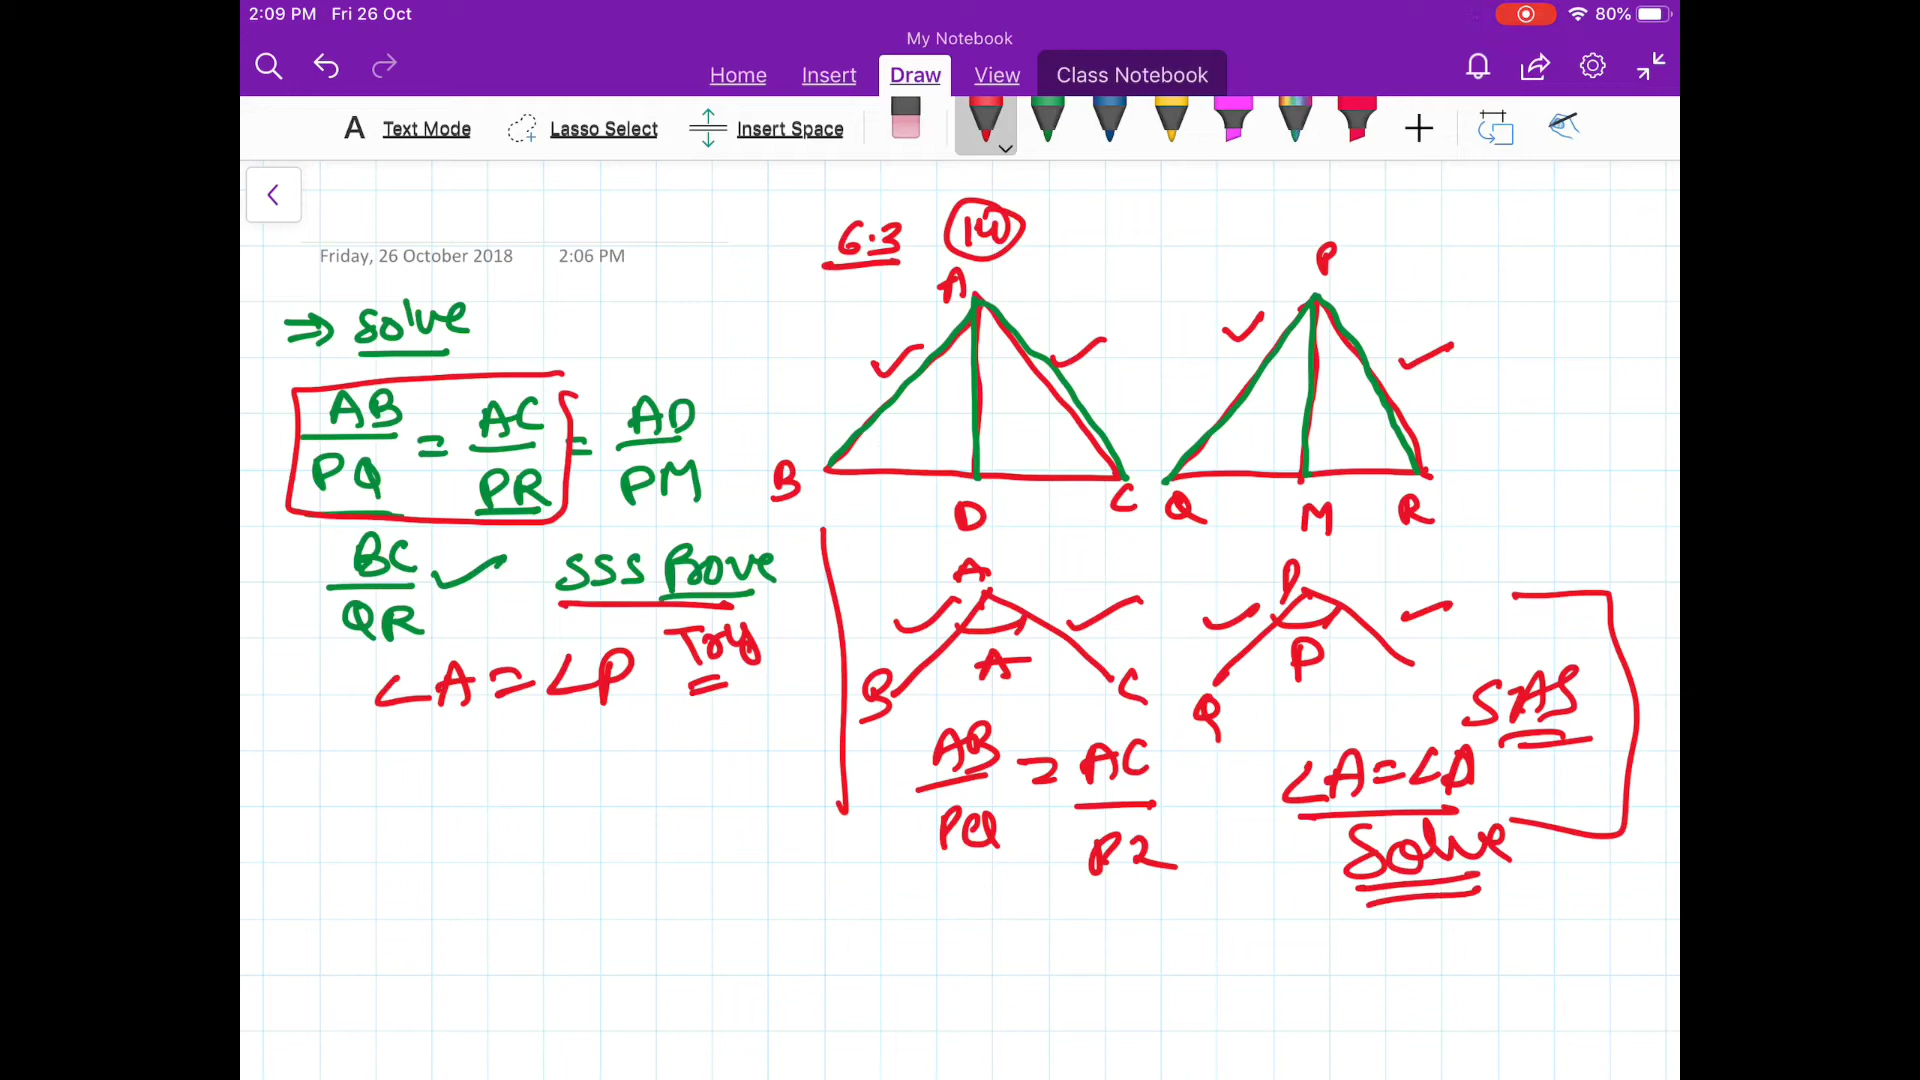 2:09 PM Fri 26 Oct 80%
My Notebook
Home Insert Draw View Class Notebook
A Text Mode Lasso Select Insert Space
Friday, 26 October 2018 2:06 PM
6.3
⇒ Solve
AB/PQ = AC/PR = AD/PM
BC/QR ✓ SSS Prove
∠A = ∠P Try
A
B D C
P
Q M R
A
B A C
P
Q P
SAS
AB/PQ = AC/PR
∠A = ∠P
Solve